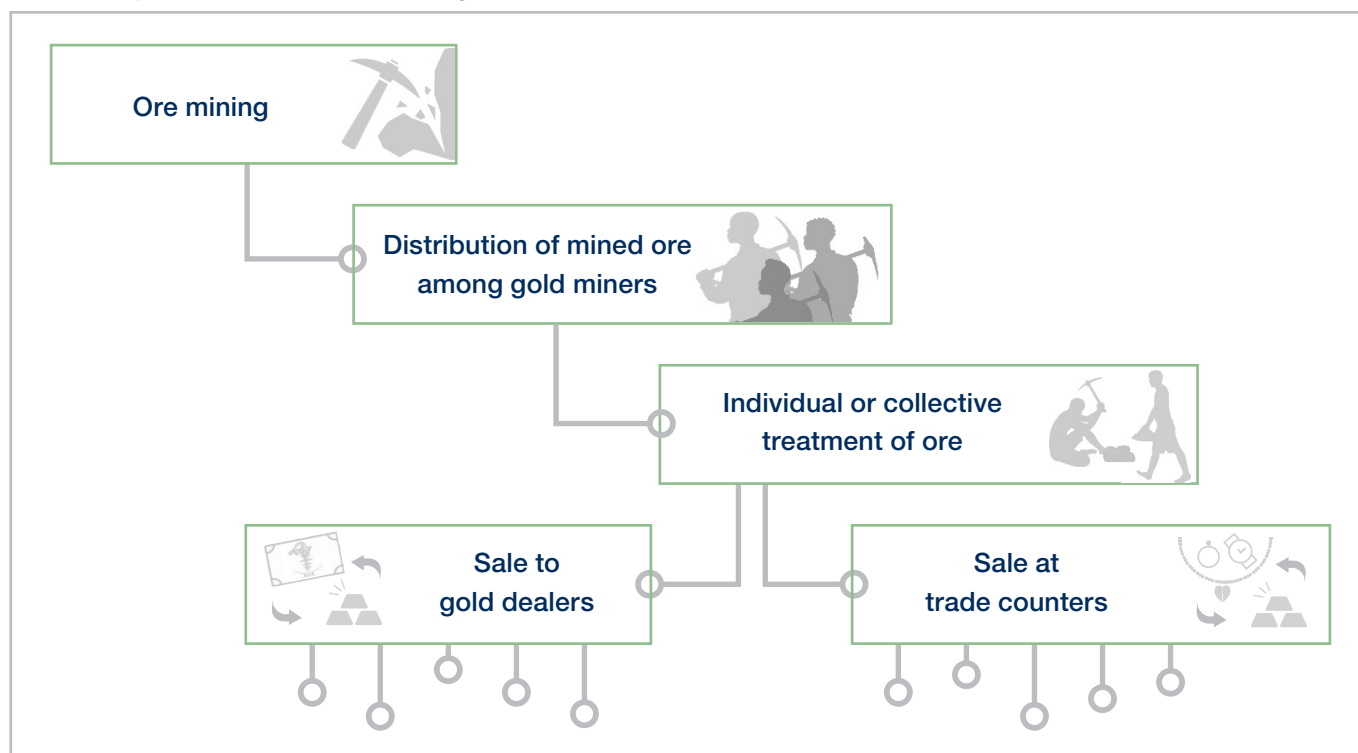 Ore mining
Distribution of mined ore
among gold miners
Individual or collective
treatment of ore
Sale to
gold dealers
Sale at
trade counters